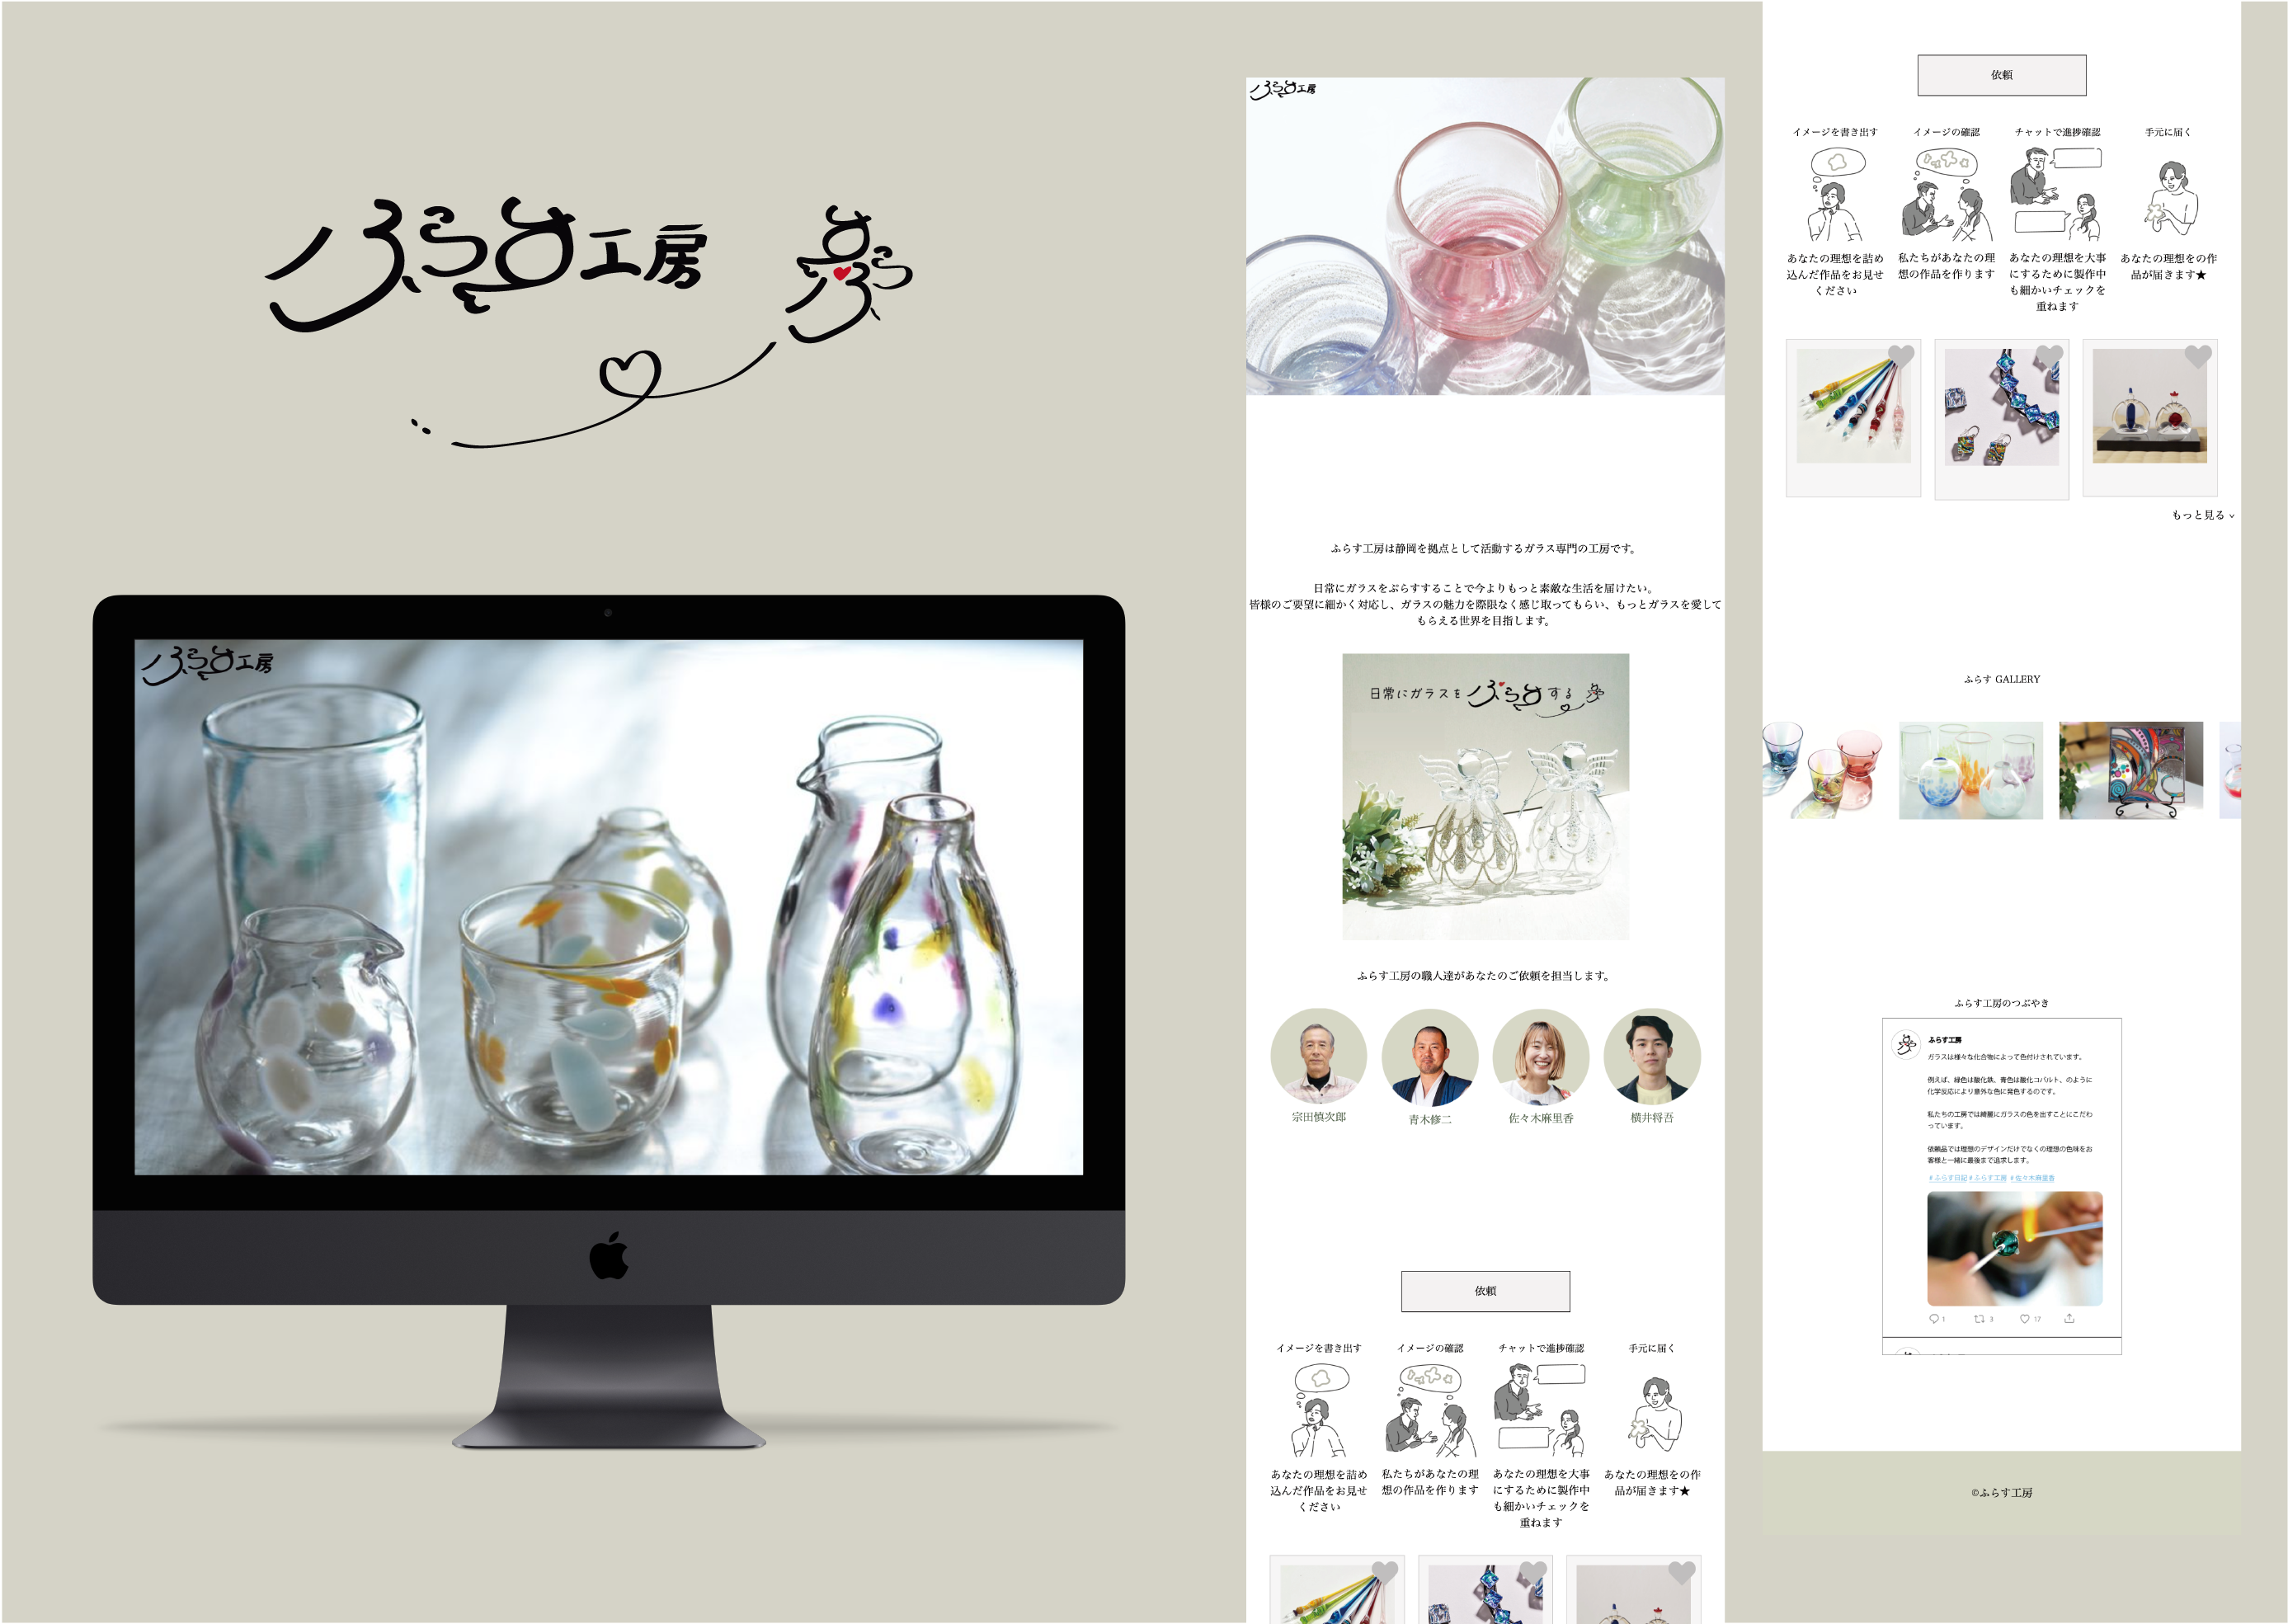 ふらす工房
ふらす
ふらす工房
ふらす工房
ふらす工房は静岡を拠点として活動するガラス専門の工房です。
日常にガラスをぷらすすることで今よりもっと素敵な生活を届けたい。
皆様のご要望に細かく対応し、ガラスの魅力を際限なく感じ取ってもらい、もっとガラスを愛して
もらえる世界を目指します。
日常にガラスをぷらすする
ふらす工房の職人達があなたのご依頼を担当します。
宗田慎次郎
青木修二
佐々木麻里香
横井将吾
依頼
イメージを書き出す
イメージの確認
チャットで進捗確認
手元に届く
あなたの理想を詰め
込んだ作品をお見せ
ください
私たちがあなたの理
想の作品を作ります
あなたの理想を大事
にするために製作中
も細かいチェックを
重ねます
あなたの理想をの作
品が届きます★
依頼
イメージを書き出す
イメージの確認
チャットで進捗確認
手元に届く
あなたの理想を詰め
込んだ作品をお見せ
ください
私たちがあなたの理
想の作品を作ります
あなたの理想を大事
にするために製作中
も細かいチェックを
重ねます
あなたの理想をの作
品が届きます★
もっと見る
ふらす GALLERY
ふらす工房のつぶやき
ふらす工房
ガラスは様々な化合物によって色付けされています。
例えば、緑色は酸化鉄、青色は酸化コバルト、のように
化学反応により意外な色に発色するのです。
私たちの工房では綺麗にガラスの色を出すことにこだわ
っています。
依頼品では理想のデザインだけでなくの理想の色味をお
客様と一緒に最後まで追求します。
#ふらす日記 #ふらす工房 #佐々木麻里香
1 3 17
©ふらす工房